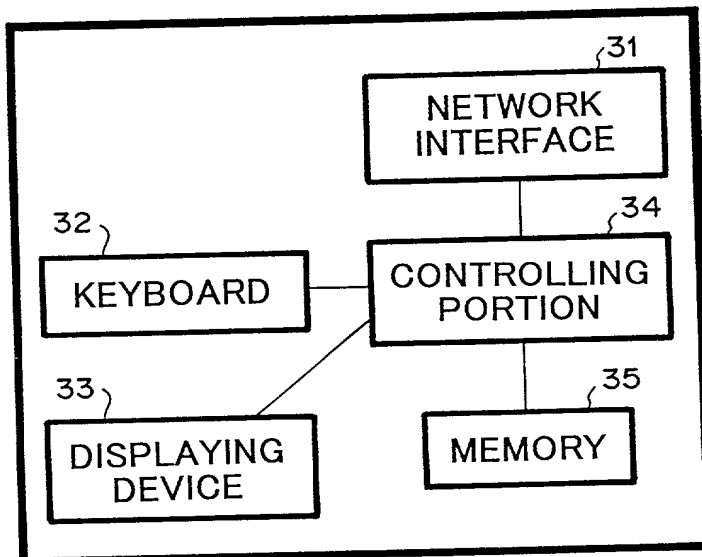 31
NETWORK
INTERFACE
32
KEYBOARD
34
CONTROLLING
PORTION
33
DISPLAYING
DEVICE
35
MEMORY